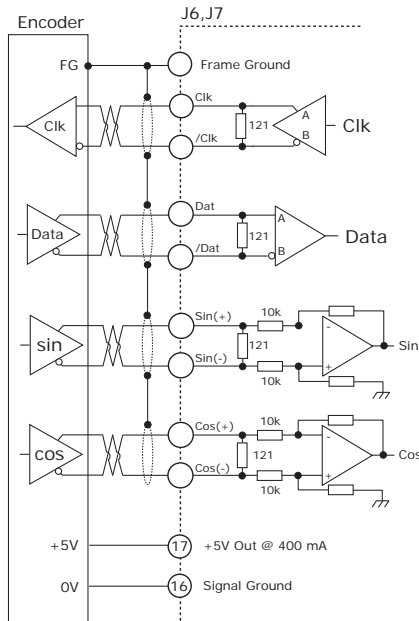 Encoder
J6,J7
FG
Frame Ground
Clk
Clk
/Clk
121
A
B
Clk
Data
Dat
/Dat
121
A
B
Data
sin
Sin(+)
Sin(-)
121
10k
10k
-
+
Sin
cos
Cos(+)
Cos(-)
121
10k
10k
-
+
Cos
+5V
17
+5V Out @ 400 mA
0V
16
Signal Ground